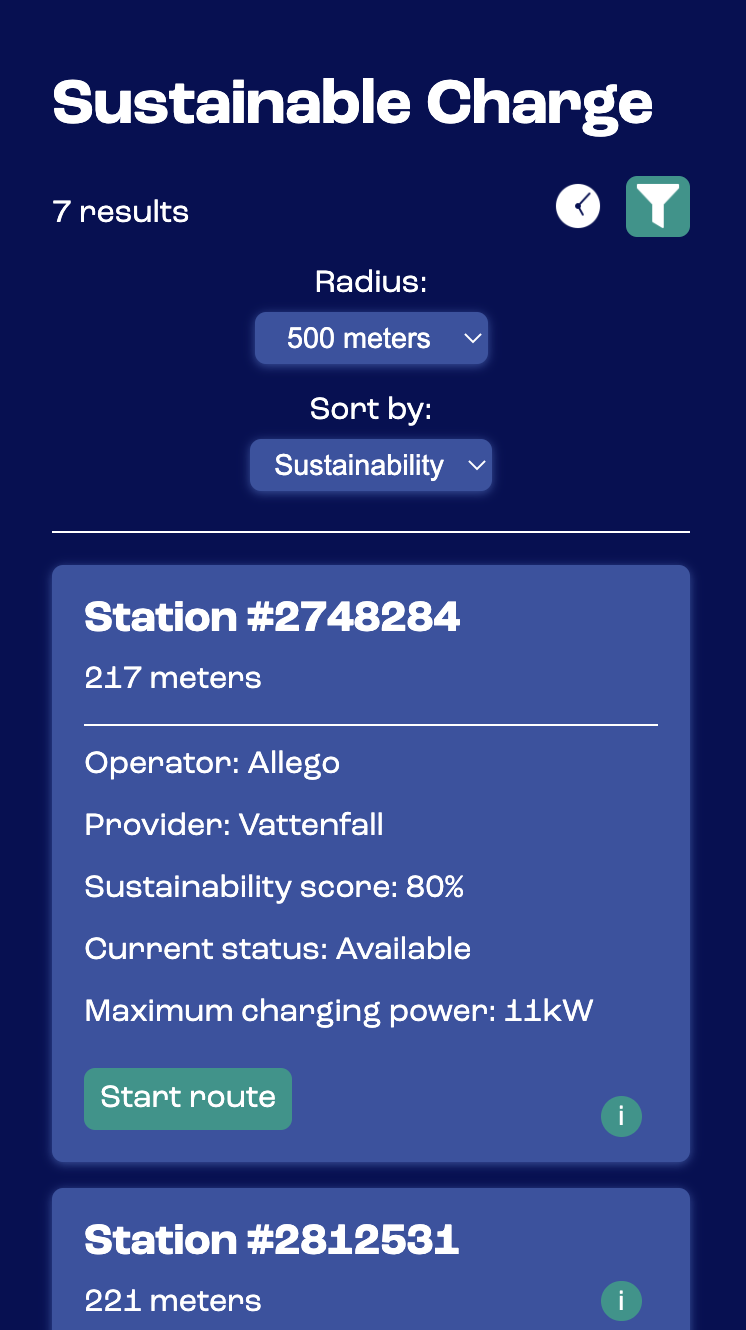 Sustainable Charge
7 results
Radius:
500 meters
Sort by:
Sustainability
Station #2748284
217 meters
Operator: Allego
Provider: Vattenfall
Sustainability score: 80%
Current status: Available
Maximum charging power: 11kW
Start route
i
Station #2812531
221 meters
i